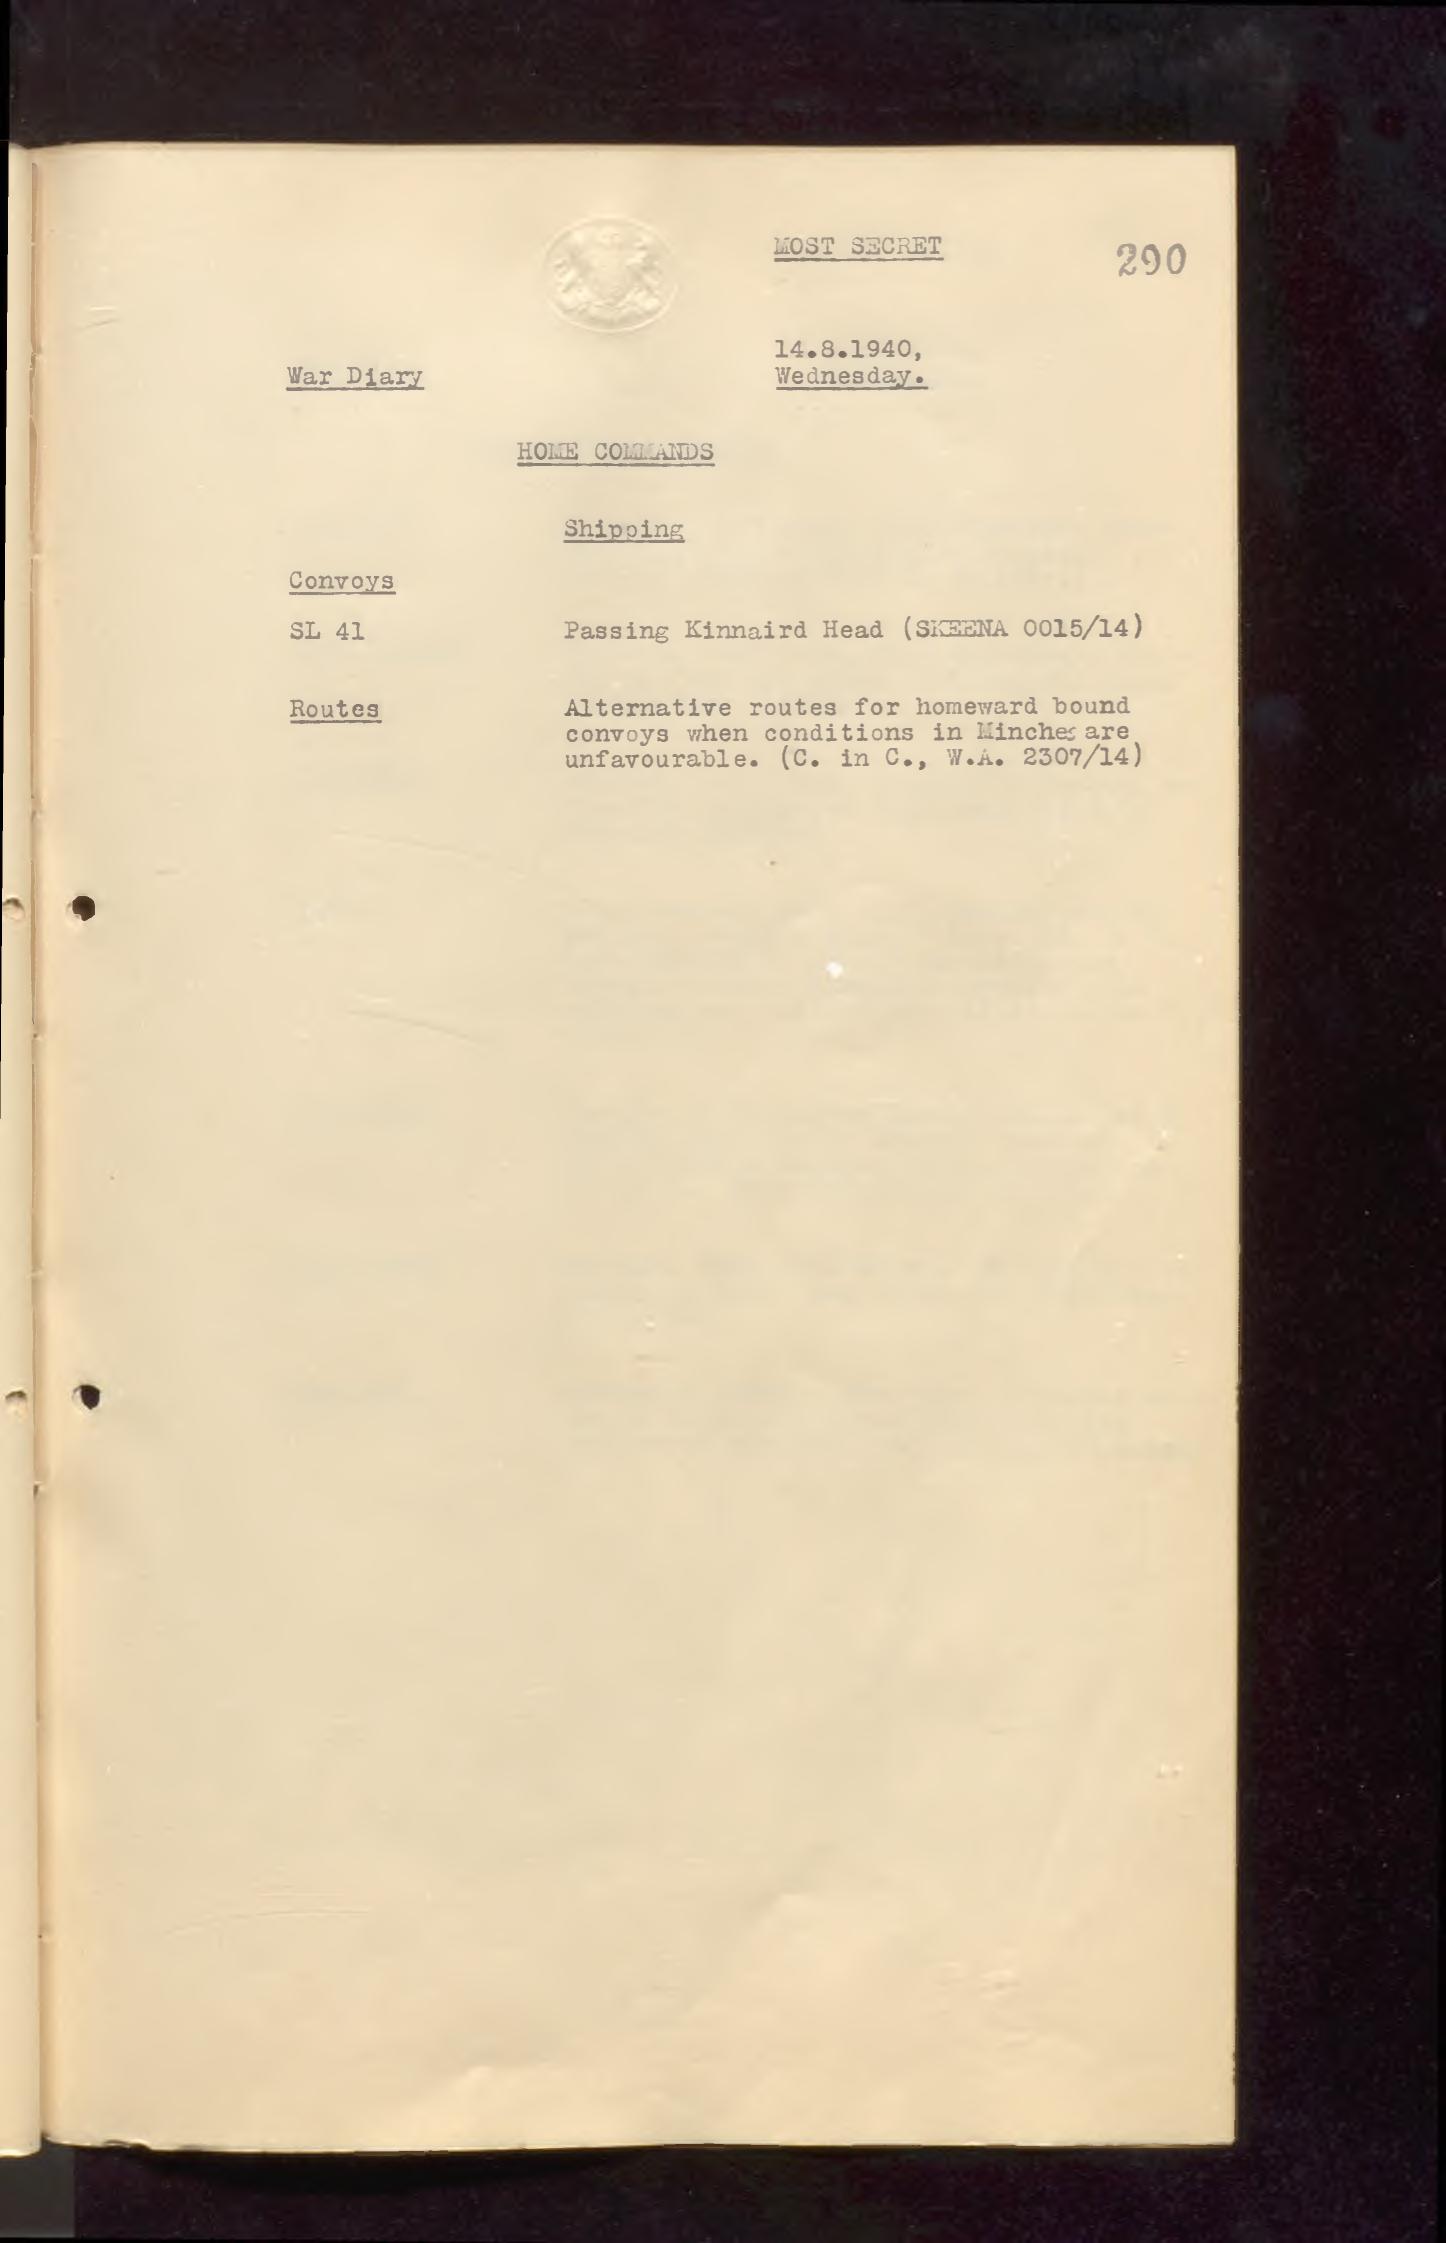 MOST SECRET
290
14.8.1940,
War Diary
Wednesday.
HOME COMMANDS
Shipping
Convoys
SL 41 Passing Kinnaird Head (SKEENA 0015/14)
Routes Alternative routes for homeward bound
convoys when conditions in Minches are
unfavourable. (C. in C., W.A. 2307/14)